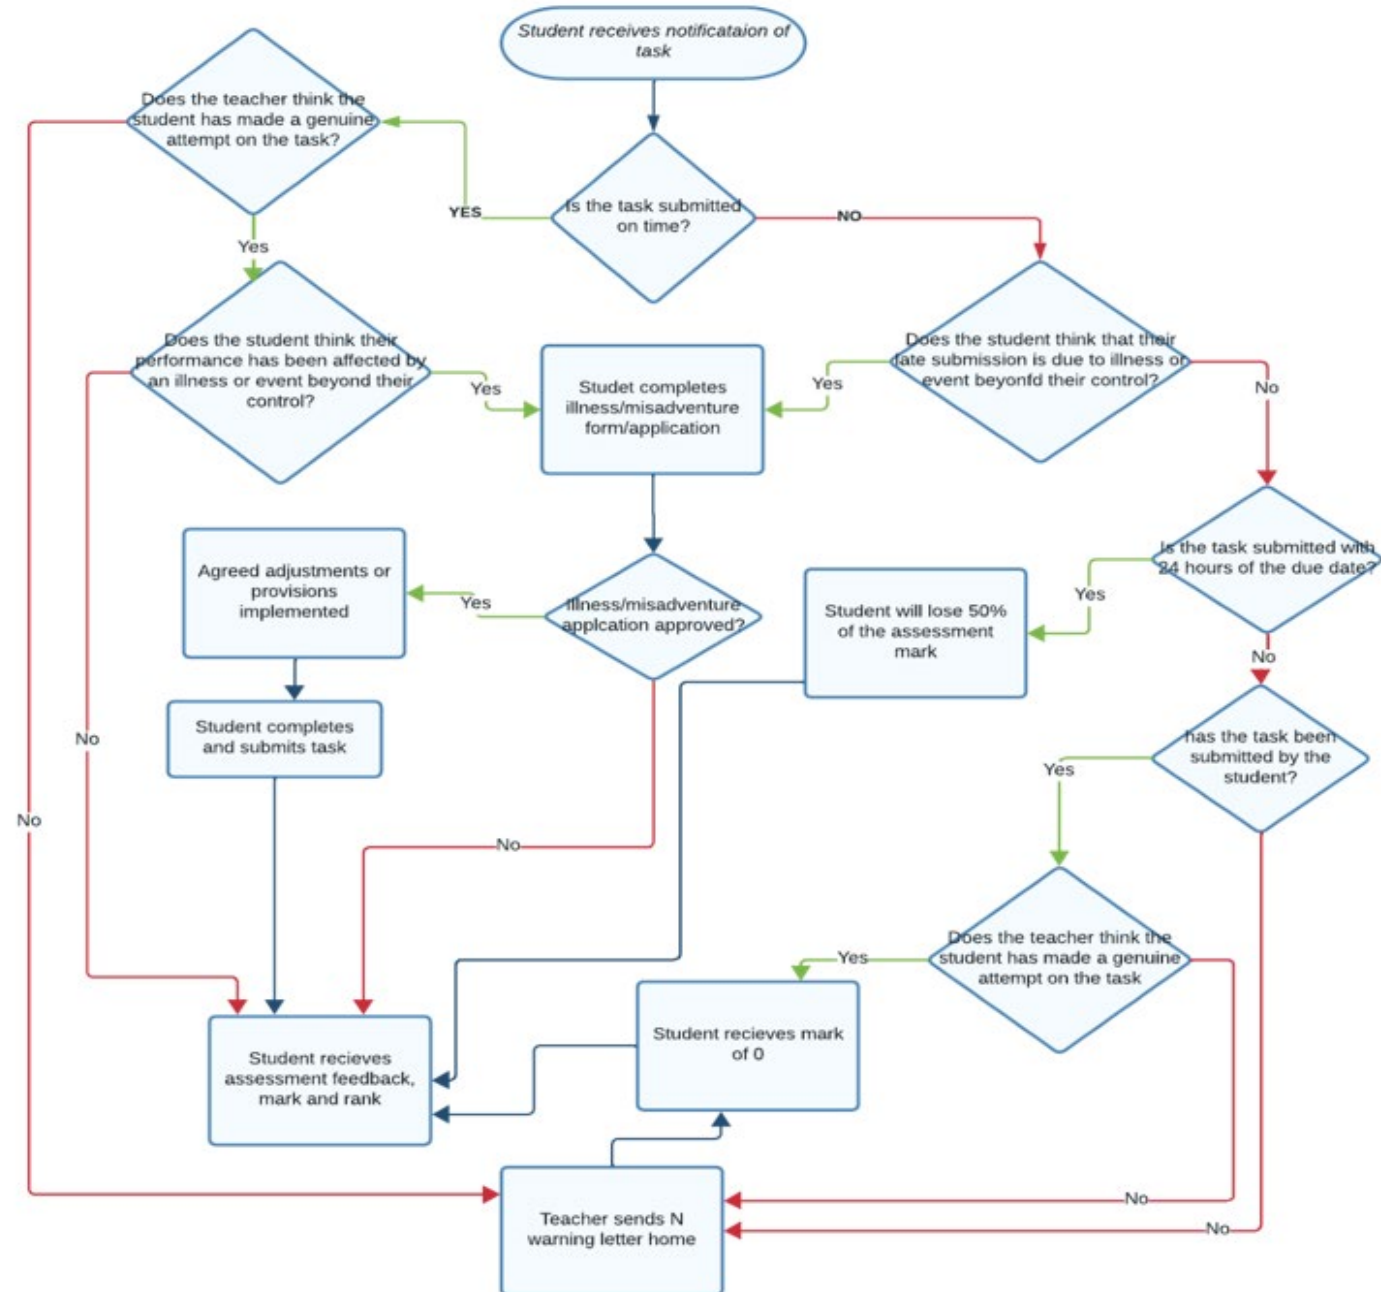 Student receives notificataion of
task
Does the teacher think the
student has made a genuine
attempt on the task?
YES
Is the task submitted
on time?
NO
Yes
Does the student think their
performance has been affected by
an illness or event beyond their
control?
Yes
Studet completes
illness/misadventure
form/application
Yes
Does the student think that their
late submission is due to illness or
event beyonfd their control?
No
Agreed adjustments or
provisions
implemented
Yes
illness/misadventure
applcation approved?
Student will lose 50%
of the assessment
mark
Yes
Is the task submitted with
24 hours of the due date?
No
Student completes
and submits task
No
has the task been
submitted by the
student?
Yes
No
No
Does the teacher think the
student has made a genuine
attempt on the task
Yes
Student recieves mark
of 0
Student recieves
assessment feedback,
mark and rank
No
No
Teacher sends N
warning letter home